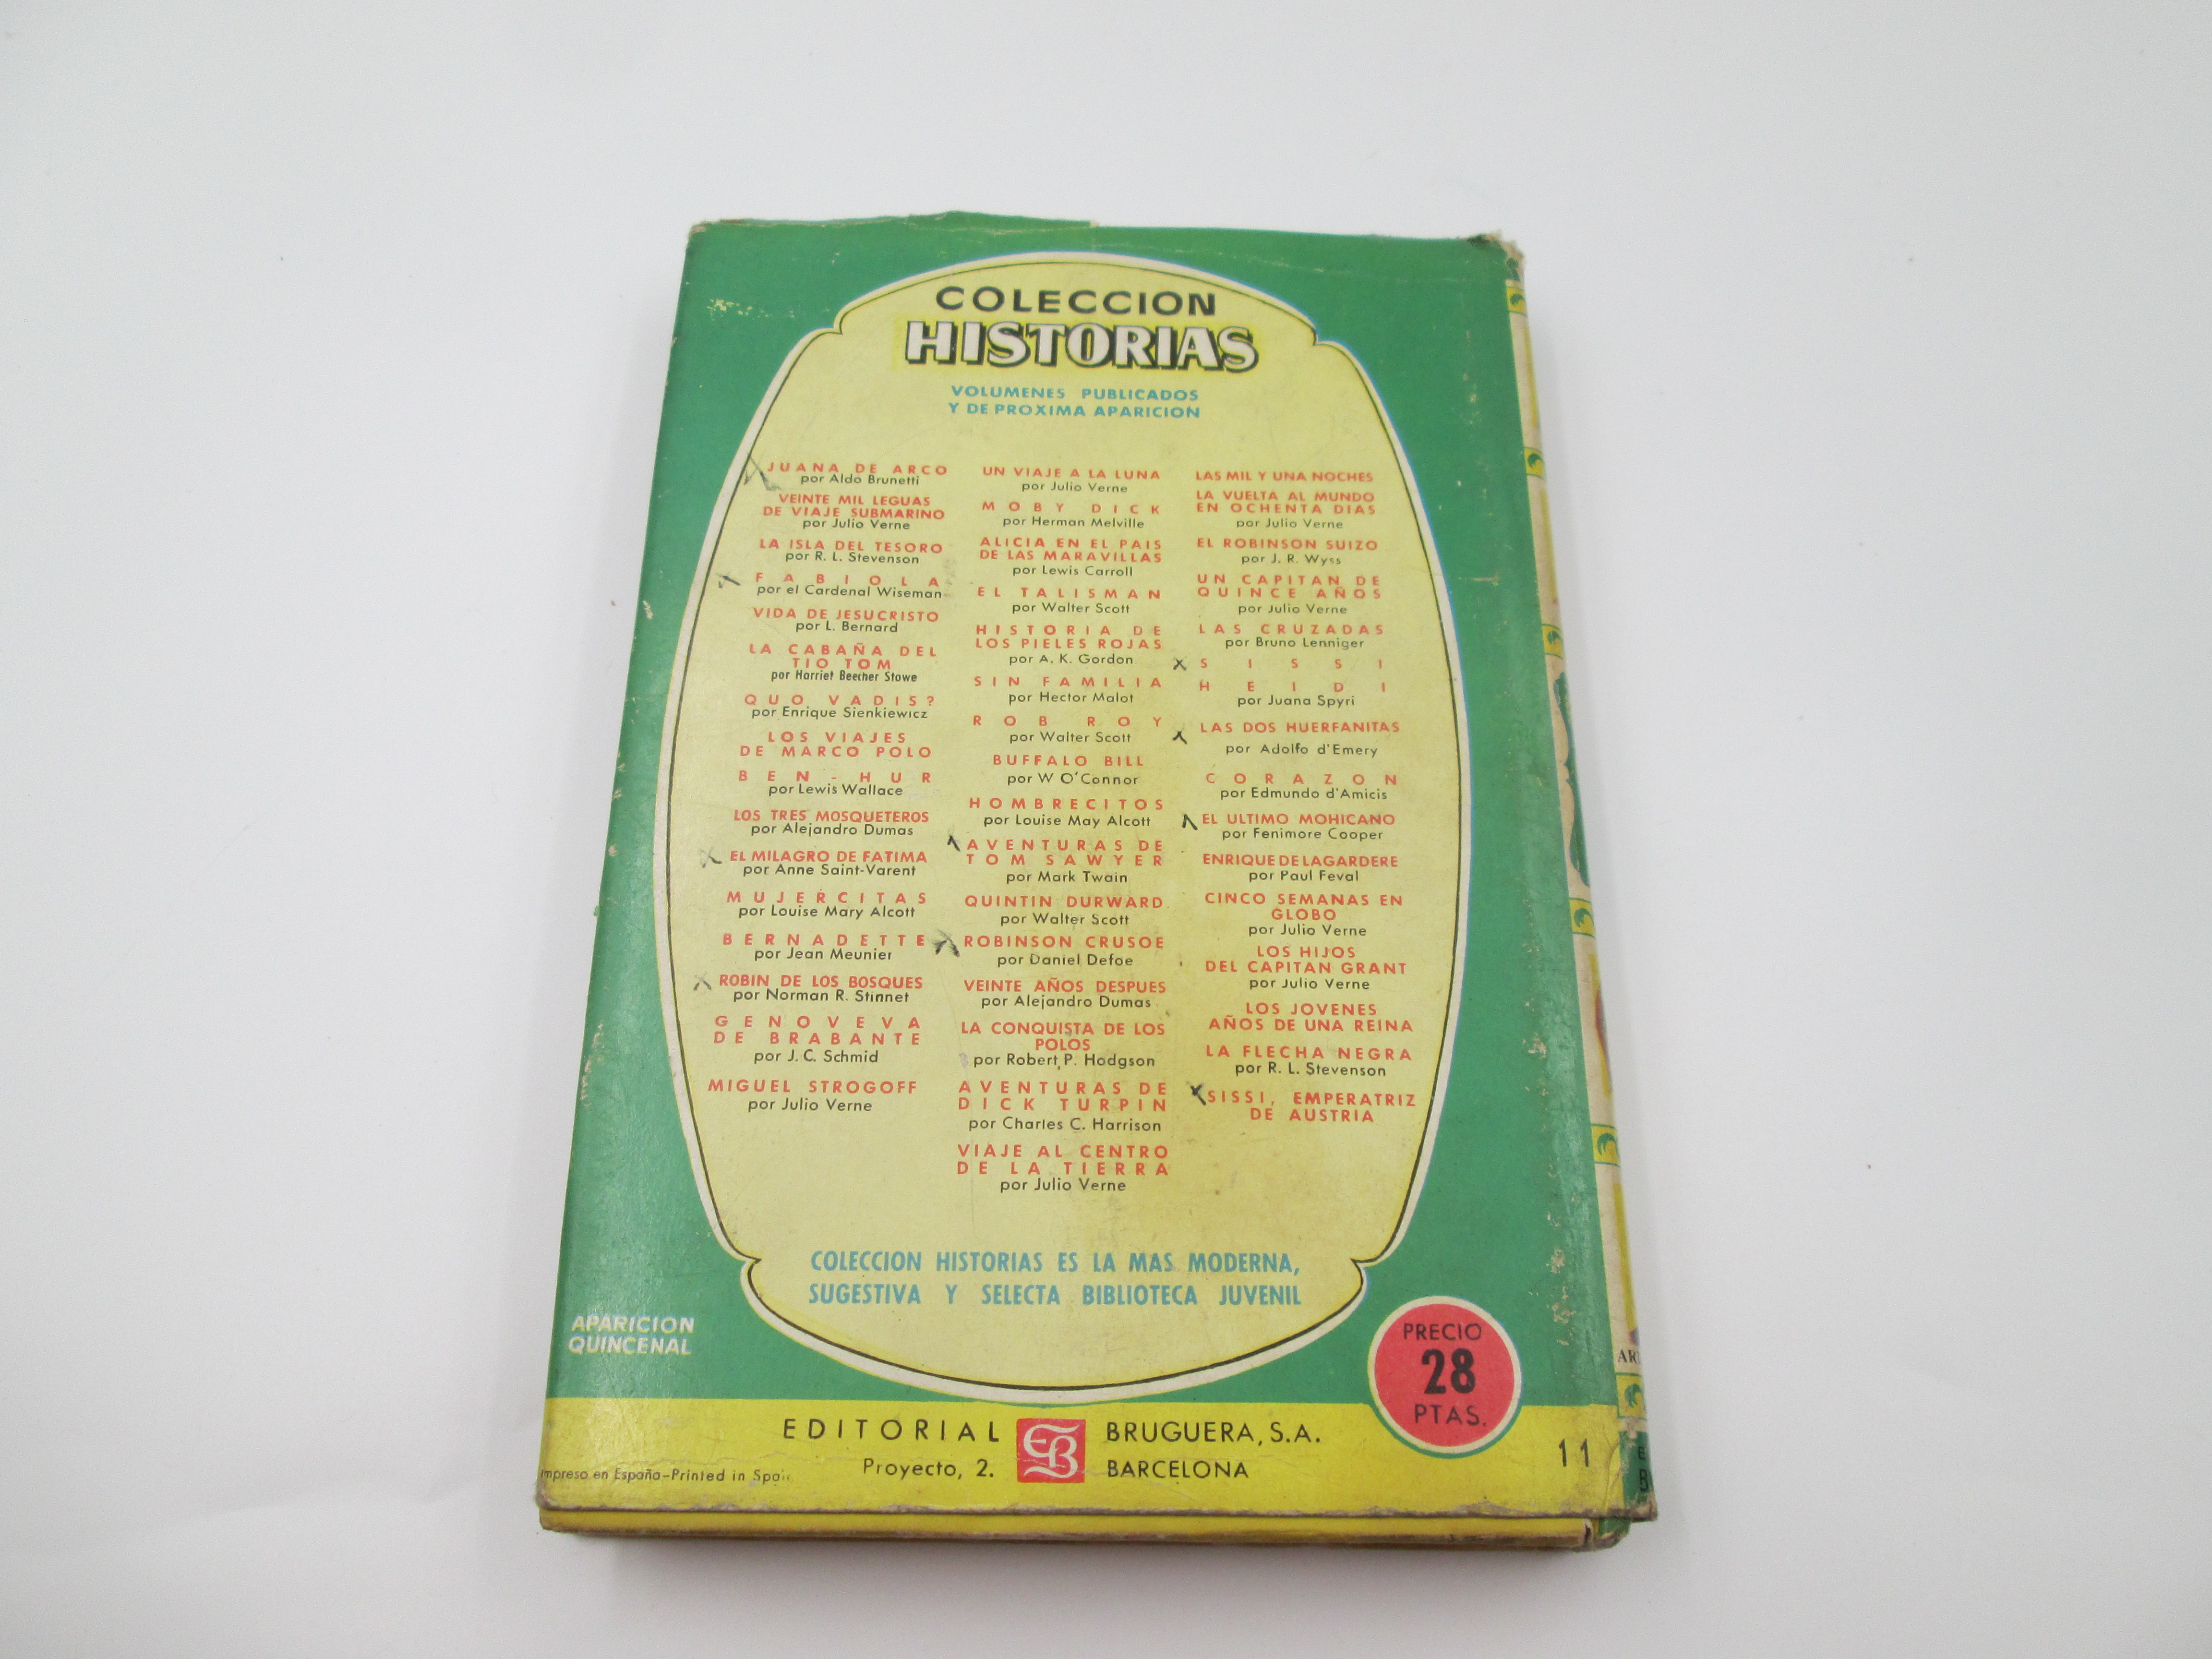 COLECCION
HISTORIAS
VOLUMENES PUBLICADOS
Y DE PROXIMA APARICION
JUANA DE ARCO
por Aldo Brunetti
VEINTE MIL LEGUAS
DE VIAJE SUBMARINO
por Julio Verne
LA ISLA DEL TESORO
por R. L. Stevenson
FABIOLA
por el Cardenal Wiseman
VIDA DE JESUCRISTO
por L. Bernard
LA CABAÑA DEL
TIO TOM
por Harriet Beecher Stowe
QUO VADIS?
por Enrique Sienkiewicz
LOS VIAJES
DE MARCO POLO
BEN-HUR
por Lewis Wallace
LOS TRES MOSQUETEROS
por Alejandro Dumas
EL MILAGRO DE FATIMA
por Anne Saint-Varent
MUJERCITAS
por Louise Mary Alcott
BERNADETTE
por Jean Meunier
ROBIN DE LOS BOSQUES
por Norman R. Stinnet
GENOVEVA
DE BRABANTE
por J. C. Schmid
MIGUEL STROGOFF
por Julio Verne
UN VIAJE A LA LUNA
por Julio Verne
MOBY DICK
por Herman Melville
ALICIA EN EL PAIS
DE LAS MARAVILLAS
por Lewis Carroll
EL TALISMAN
por Walter Scott
HISTORIA DE
LOS PIELES ROJAS
por A. K. Gordon
SIN FAMILIA
por Hector Malot
ROB ROY
por Walter Scott
BUFFALO BILL
por W O'Connor
HOMBRECITOS
por Louise May Alcott
AVENTURAS DE
TOM SAWYER
por Mark Twain
QUINTIN DURWARD
por Walter Scott
ROBINSON CRUSOE
por Daniel Defoe
VEINTE AÑOS DESPUES
por Alejandro Dumas
LA CONQUISTA DE LOS
POLOS
por Robert P. Hodgson
AVENTURAS DE
DICK TURPIN
por Charles C. Harrison
VIAJE AL CENTRO
DE LA TIERRA
por Julio Verne
LAS MIL Y UNA NOCHES
LA VUELTA AL MUNDO
EN OCHENTA DIAS
por Julio Verne
EL ROBINSON SUIZO
por J. R. Wyss
UN CAPITAN DE
QUINCE AÑOS
por Julio Verne
LAS CRUZADAS
por Bruno Lenniger
SISSI
HEIDI
por Juana Spyri
LAS DOS HUERFANITAS
por Adolfo d'Emery
CORAZON
por Edmundo d'Amicis
EL ULTIMO MOHICANO
por Fenimore Cooper
ENRIQUE DE LAGARDERE
por Paul Feval
CINCO SEMANAS EN
GLOBO
por Julio Verne
LOS HIJOS
DEL CAPITAN GRANT
por Julio Verne
LOS JOVENES
AÑOS DE UNA REINA
LA FLECHA NEGRA
por R. L. Stevenson
SISSI, EMPERATRIZ
DE AUSTRIA
COLECCION HISTORIAS ES LA MAS MODERNA,
SUGESTIVA Y SELECTA BIBLIOTECA JUVENIL
APARICION
QUINCENAL
PRECIO
28
PTAS.
EDITORIAL EB BRUGUERA, S.A.
Proyecto, 2. BARCELONA
11
mpreso en España-Printed in Spai